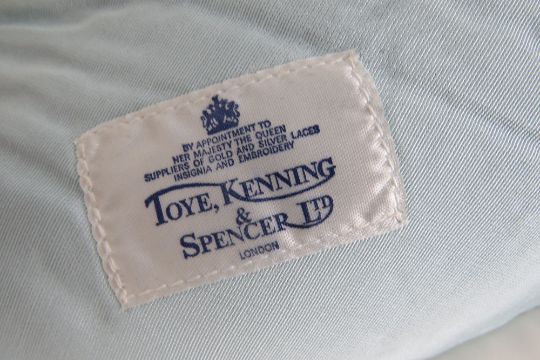 BY APPOINTMENT TO
HER MAJESTY THE QUEEN
SUPPLIERS OF GOLD AND SILVER LACES
INSIGNIA AND EMBROIDERY
TOYE, KENNING
&
SPENCER LTD
LONDON